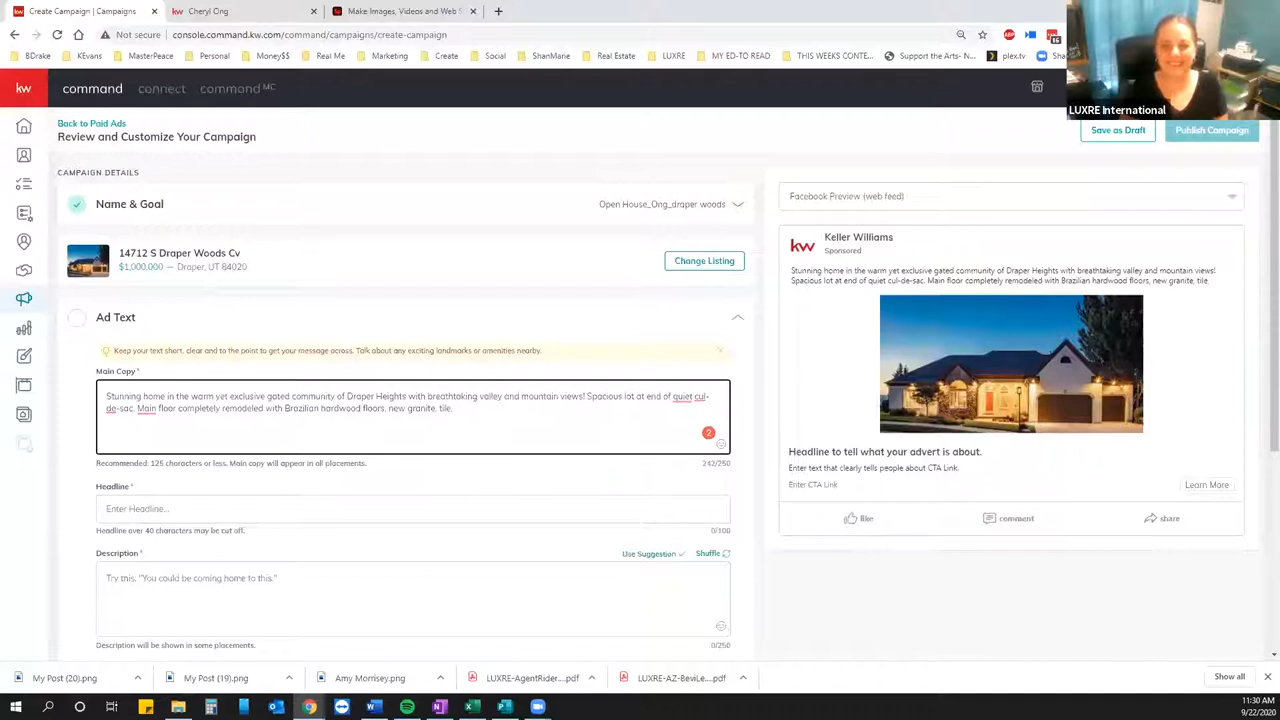 Create Campaign | Campaigns
Cheryl Ong
Make Images, Videos and Web S
Not secure | console.command.kw.com/command/campaigns/create-campaign
BDrake KEvans MasterPeace Personal Money$$ Marketing Create Social ShanMane Real Estate LUXRE MY ED-TO READ THIS WEEKS CONTE... Support the Arts- N... plex.tv
kw command connect command MC
LUXRE International
Back to Paid Ads
Review and Customize Your Campaign
Save as Draft
Publish Campaign
CAMPAIGN DETAILS
Name & Goal
Open House_Ong_draper woods
14712 S Draper Woods Cv
$1,000,000 — Draper, UT 84020
Change Listing
Ad Text
Keep your text short, clear and to the point to get your message across. Talk about any exciting landmarks or amenities nearby.
Main Copy*
Stunning home in the warm yet exclusive gated community of Draper Heights with breathtaking valley and mountain views! Spacious lot at end of quiet cul-
de-sac. Main floor completely remodeled with Brazilian hardwood floors, new granite, tile,
2
Recommended: 125 characters or less. Main copy will appear in all placements.
242/250
Headline*
Enter Headline...
Headline over 40 characters may be cut off.
0/100
Description*
Use Suggestion
Shuffle
Try this: "You could be coming home to this."
Description will be shown in some placements.
0/250
Facebook Preview (web feed)
kw
Keller Williams
Sponsored
Stunning home in the warm yet exclusive gated community of Draper Heights with breathtaking valley and mountain views!
Spacious lot at end of quiet cul-de-sac. Main floor completely remodeled with Brazilian hardwood floors, new granite, tile,
Headline to tell what your advert is about.
Enter text that clearly tells people about CTA Link.
Enter CTA Link
Learn More
like
comment
share
My Post (20).png
My Post (19).png
Amy Morrisey.png
LUXRE-AgentRider....pdf
LUXRE-AZ-BeviLe....pdf
Show all
11:30 AM
9/22/2020